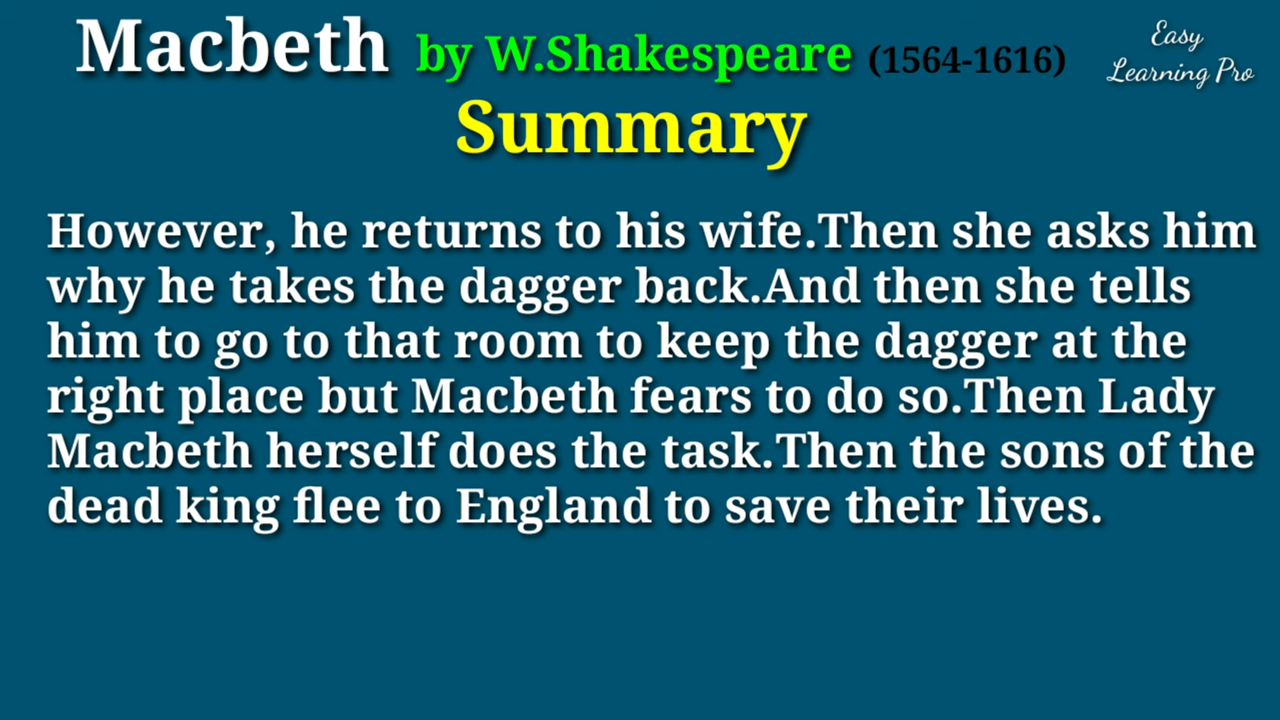 Macbeth by W.Shakespeare (1564-1616)
Easy
Learning Pro
Summary
However, he returns to his wife.Then she asks him
why he takes the dagger back.And then she tells
him to go to that room to keep the dagger at the
right place but Macbeth fears to do so.Then Lady
Macbeth herself does the task.Then the sons of the
dead king flee to England to save their lives.